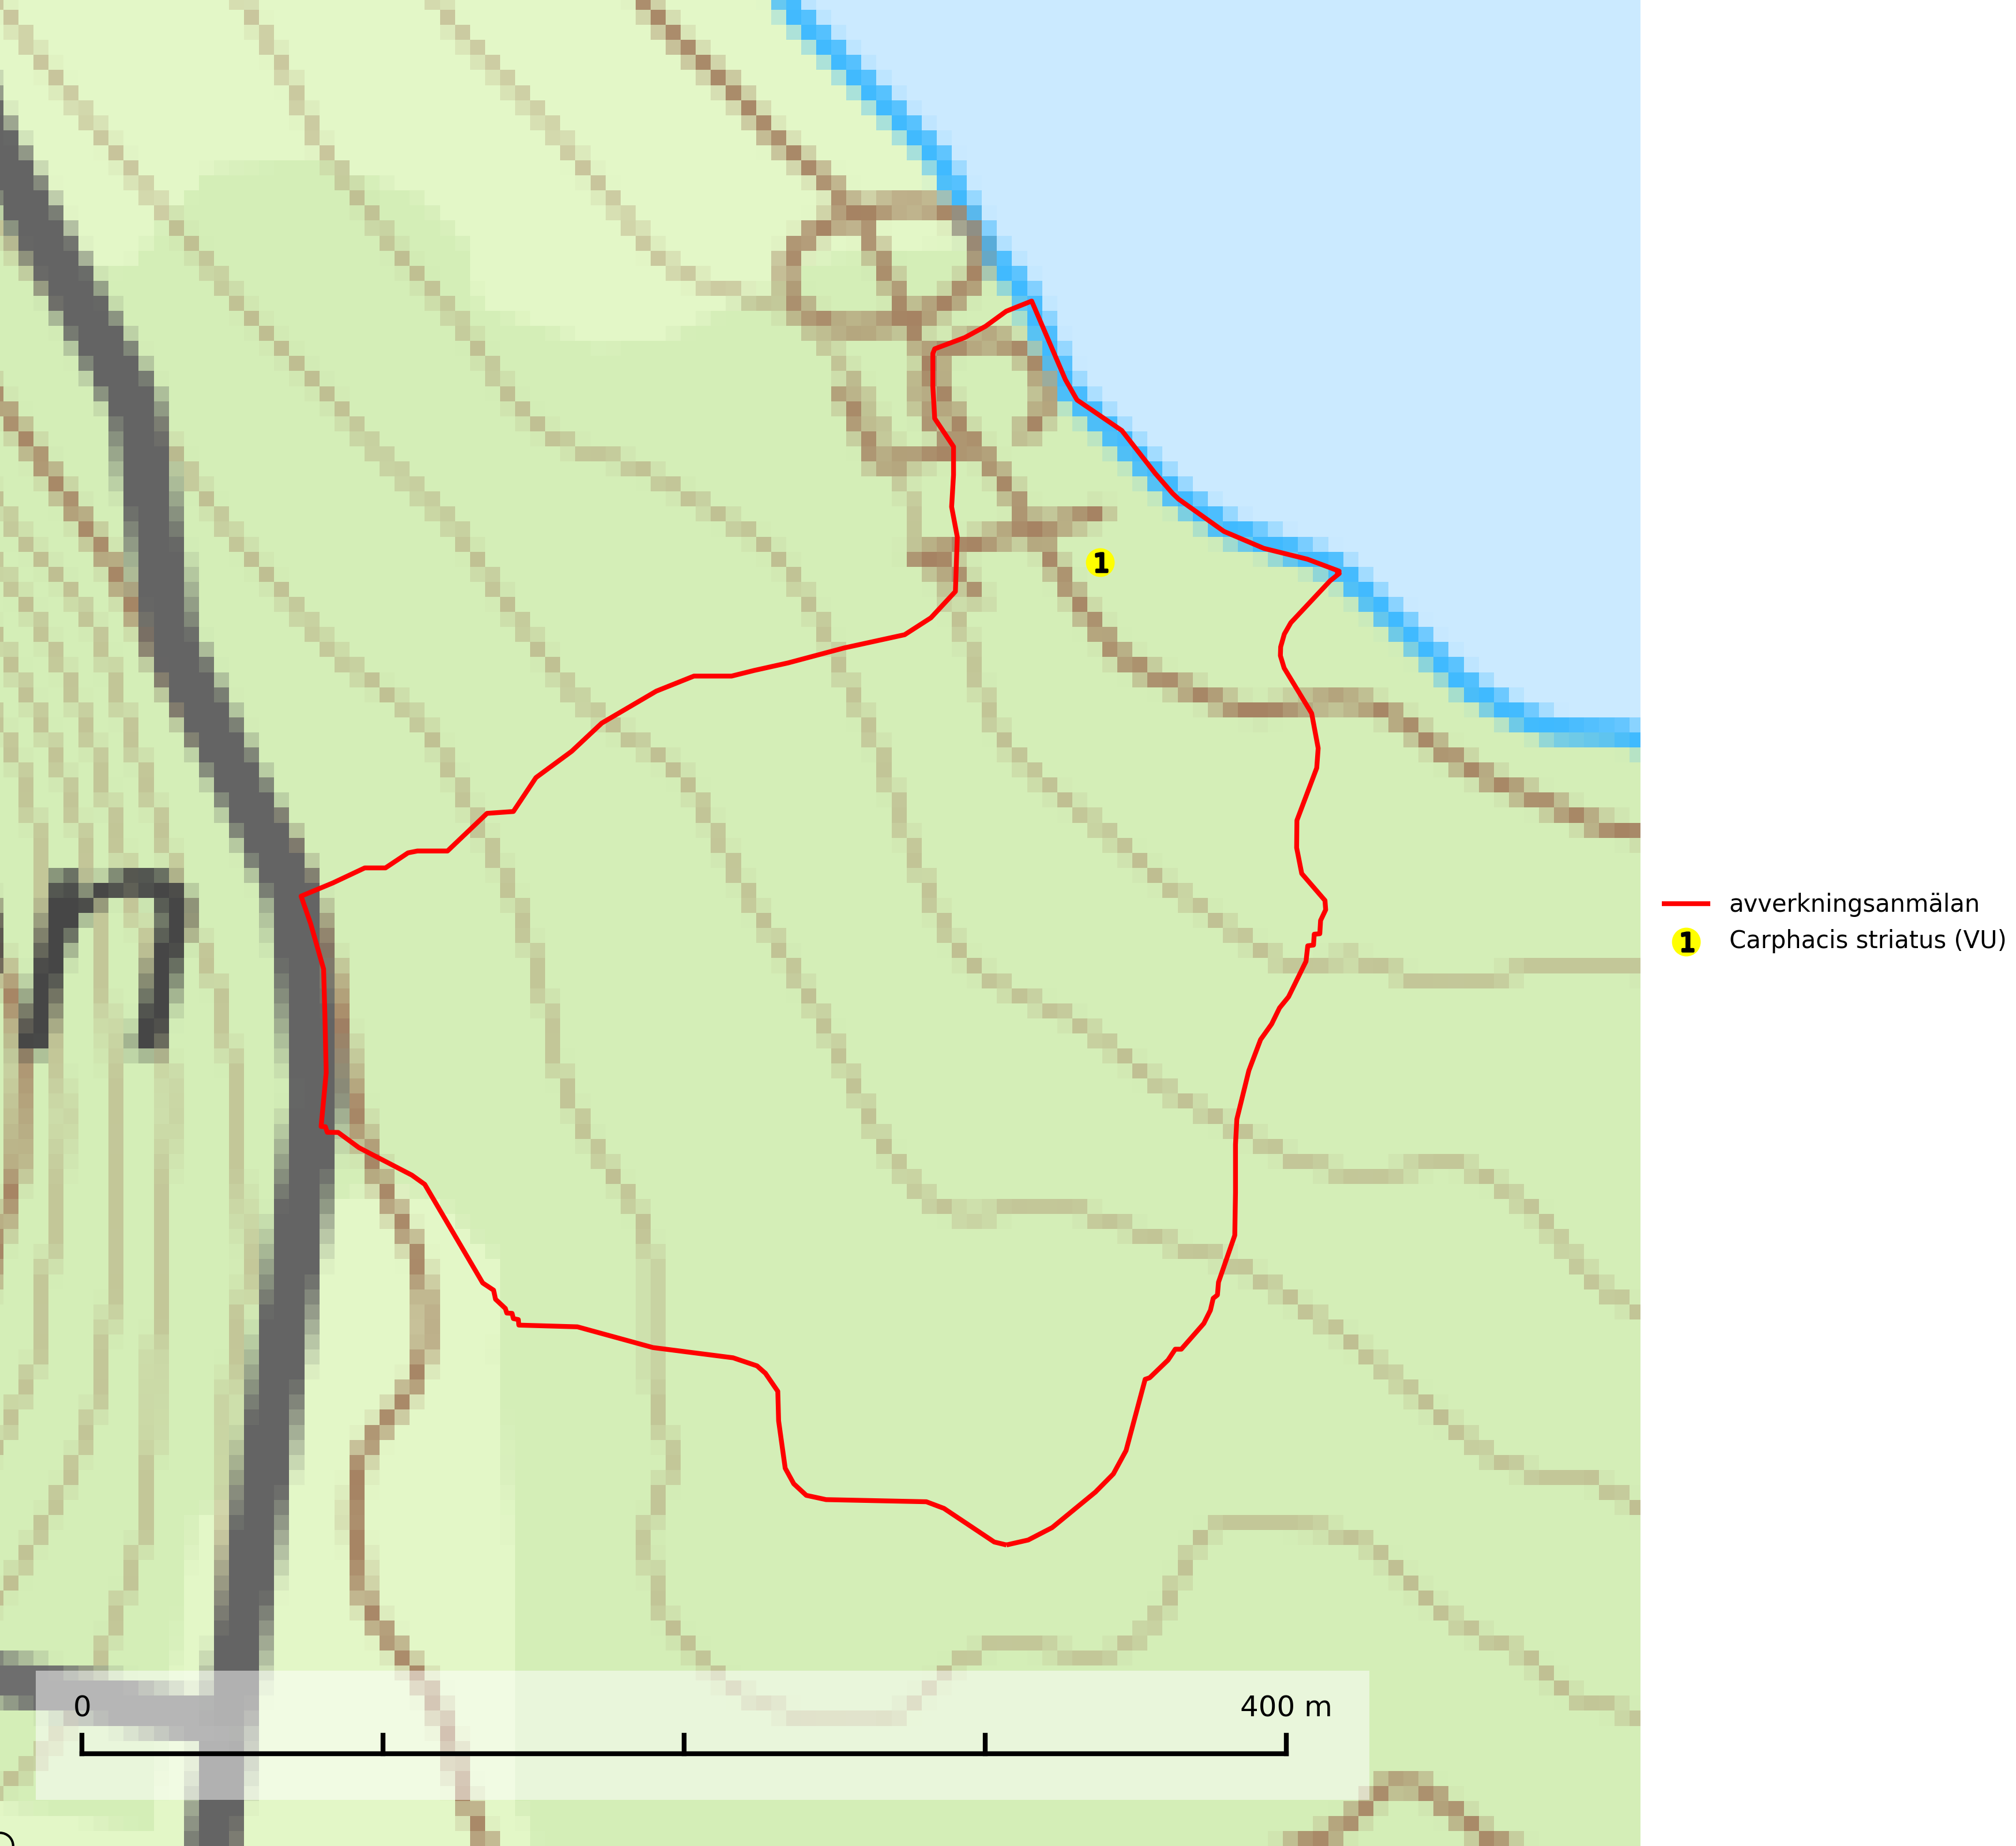 1
avverkningsanmälan
1 Carphacis striatus (VU)
0 400 m